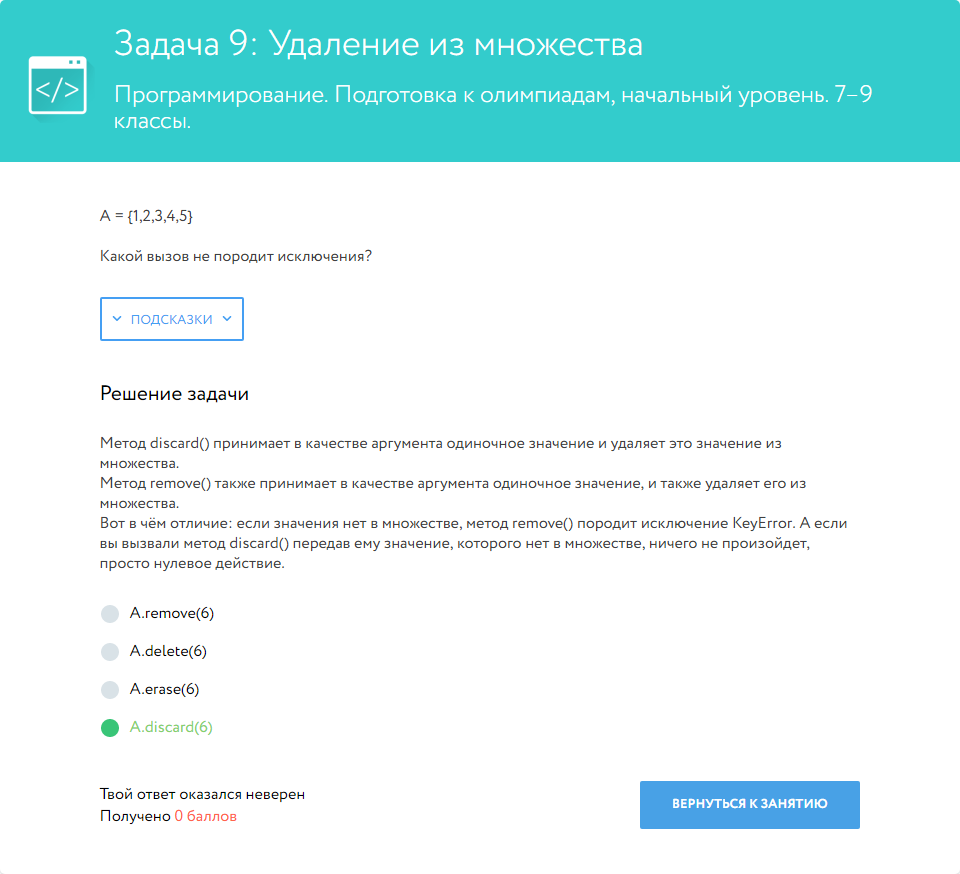 Задача 9: Удаление из множества
</>
Программирование. Подготовка к олимпиадам, начальный уровень. 7–9
классы.
A = {1,2,3,4,5}
Какой вызов не породит исключения?
ПОДСКАЗКИ
Решение задачи
Метод discard() принимает в качестве аргумента одиночное значение и удаляет это значение из
множества.
Метод remove() также принимает в качестве аргумента одиночное значение, и также удаляет его из
множества.
Вот в чём отличие: если значения нет в множестве, метод remove() породит исключение KeyError. А если
вы вызвали метод discard() передав ему значение, которого нет в множестве, ничего не произойдет,
просто нулевое действие.
A.remove(6)
A.delete(6)
A.erase(6)
A.discard(6)
Твой ответ оказался неверен
Получено 0 баллов
ВЕРНУТЬСЯ К ЗАНЯТИЮ